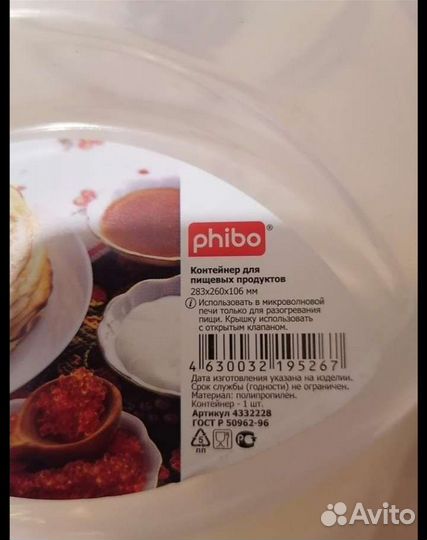 phibo®
Контейнер для
пищевых продуктов
283х260х106 мм
i Использовать в микроволновой
печи только для разогревания
пищи. Крышку использовать
с открытым клапаном.
4 630032 195267
Дата изготовления указана на изделии.
Срок службы (годности) не ограничен.
Материал: полипропилен.
Контейнер - 1 шт.
Артикул 4332228
ГОСТ Р 50962-96
5
ПП
Avito